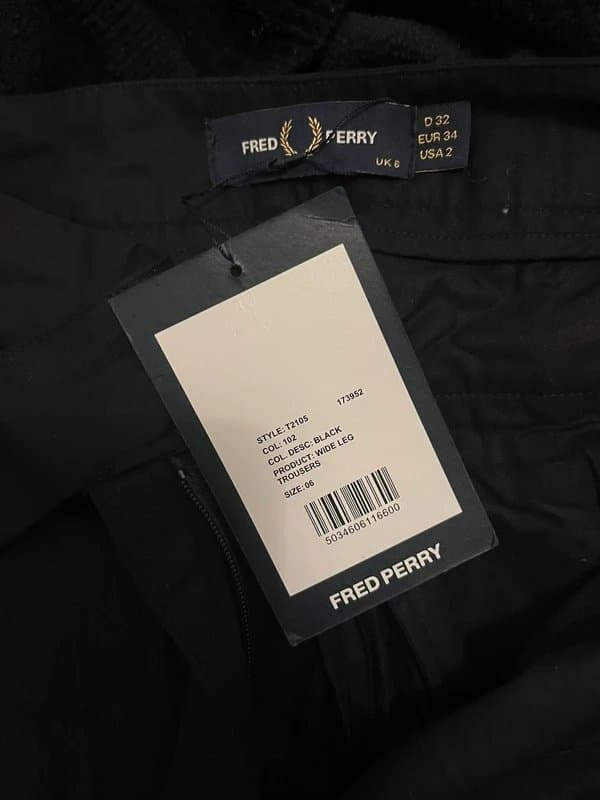 FRED PERRY
UK 6
D 32
EUR 34
USA 2
173952
STYLE: T2105
COL: 102
COL. DESC: BLACK
PRODUCT: WIDE LEG
TROUSERS
SIZE: 06
5034606116600
FRED PERRY